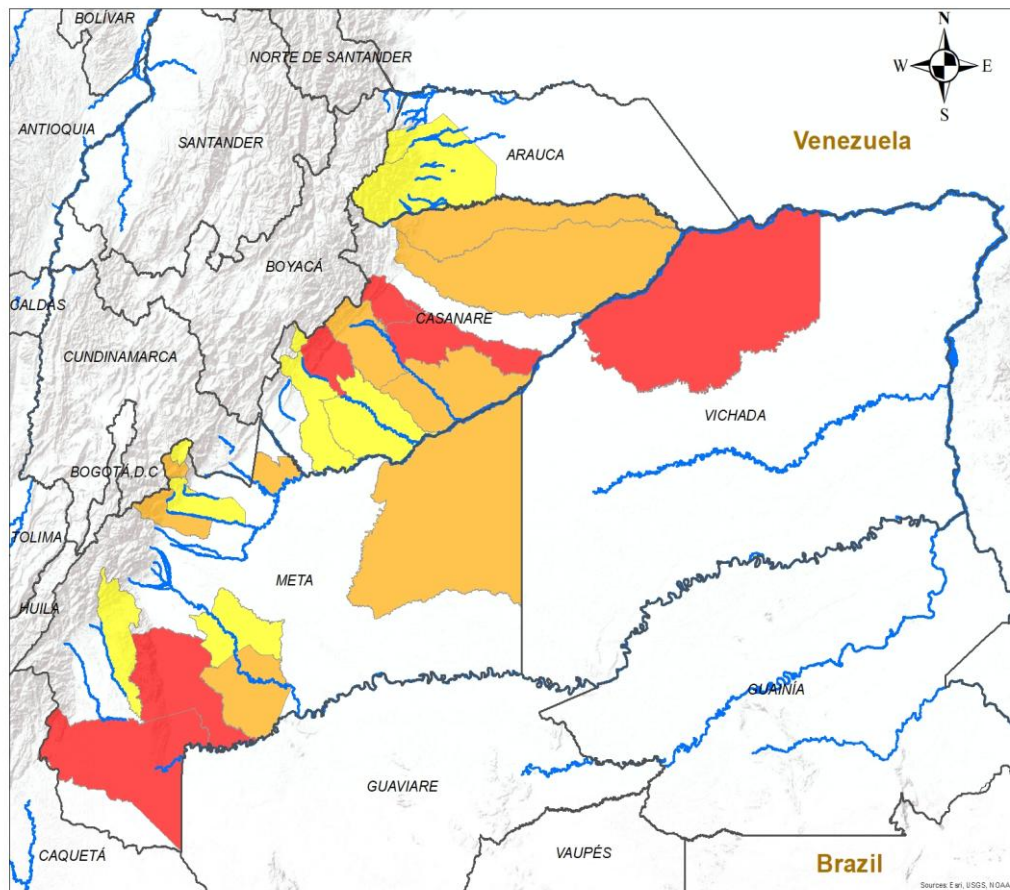 BOLÍVAR
NORTE DE SANTANDER
N
W
E
S
ANTIOQUIA
SANTANDER
ARAUCA
Venezuela
BOYACÁ
CALDAS
CASANARE
CUNDINAMARCA
VICHADA
BOGOTÁ D.C
TOLIMA
META
HUILA
GUAINÍA
GUAVIARE
CAQUETÁ
VAUPÉS
Brazil
Sources: Esri, USGS, NOAA